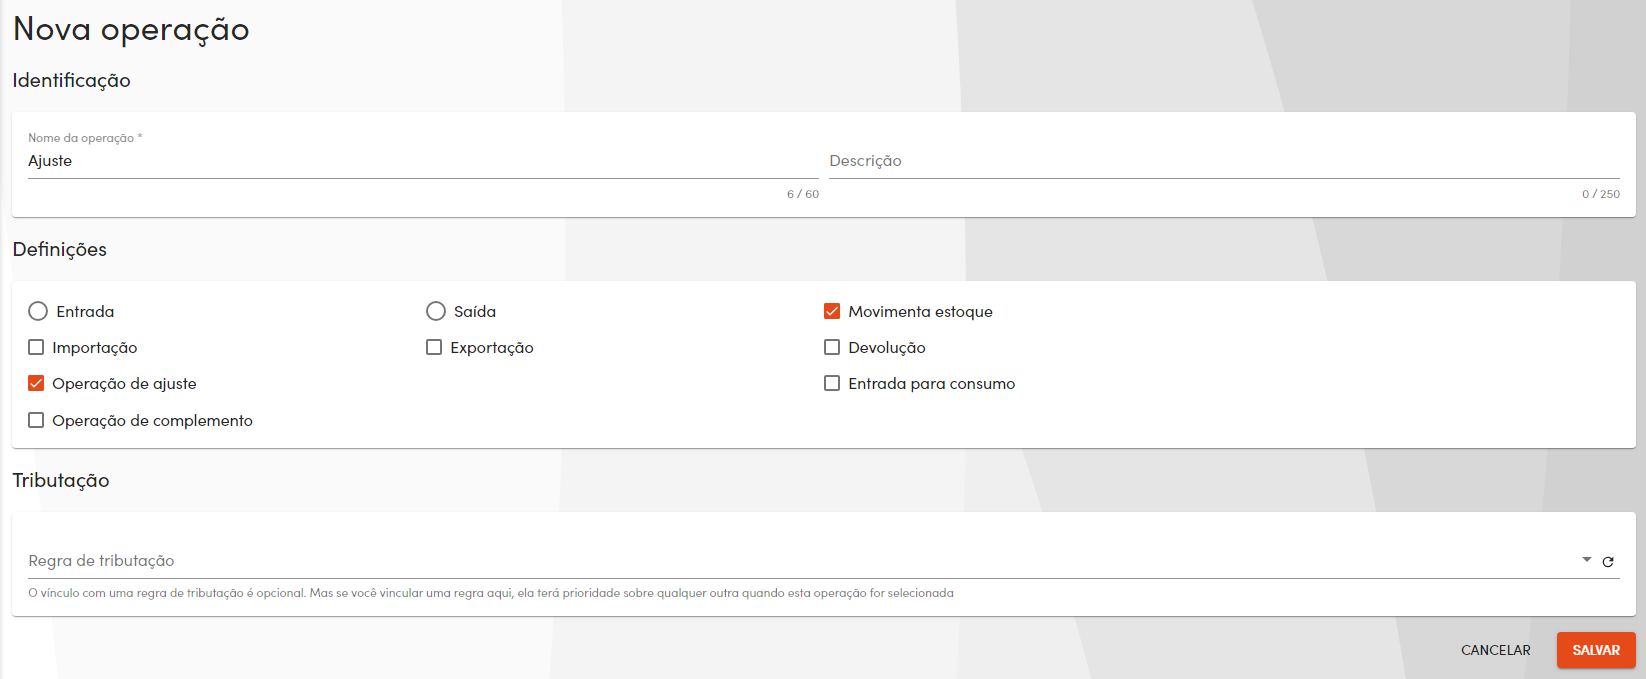 Nova operação
Identificação
Nome da operação *
Ajuste
Descrição
6 / 60
0 / 250
Definições
Entrada
Saída
Movimenta estoque
Importação
Exportação
Devolução
Operação de ajuste
Entrada para consumo
Operação de complemento
Tributação
Regra de tributação
O vínculo com uma regra de tributação é opcional. Mas se você vincular uma regra aqui, ela terá prioridade sobre qualquer outra quando esta operação for selecionada
CANCELAR
SALVAR